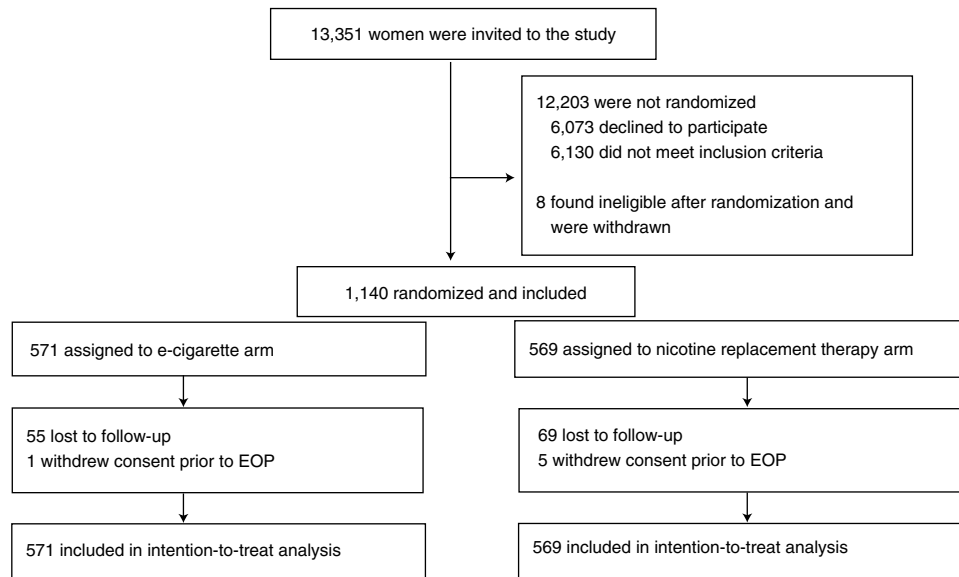 13,351 women were invited to the study
12,203 were not randomized
6,073 declined to participate
6,130 did not meet inclusion criteria
8 found ineligible after randomization and
were withdrawn
1,140 randomized and included
571 assigned to e-cigarette arm
569 assigned to nicotine replacement therapy arm
55 lost to follow-up
1 withdrew consent prior to EOP
69 lost to follow-up
5 withdrew consent prior to EOP
571 included in intention-to-treat analysis
569 included in intention-to-treat analysis